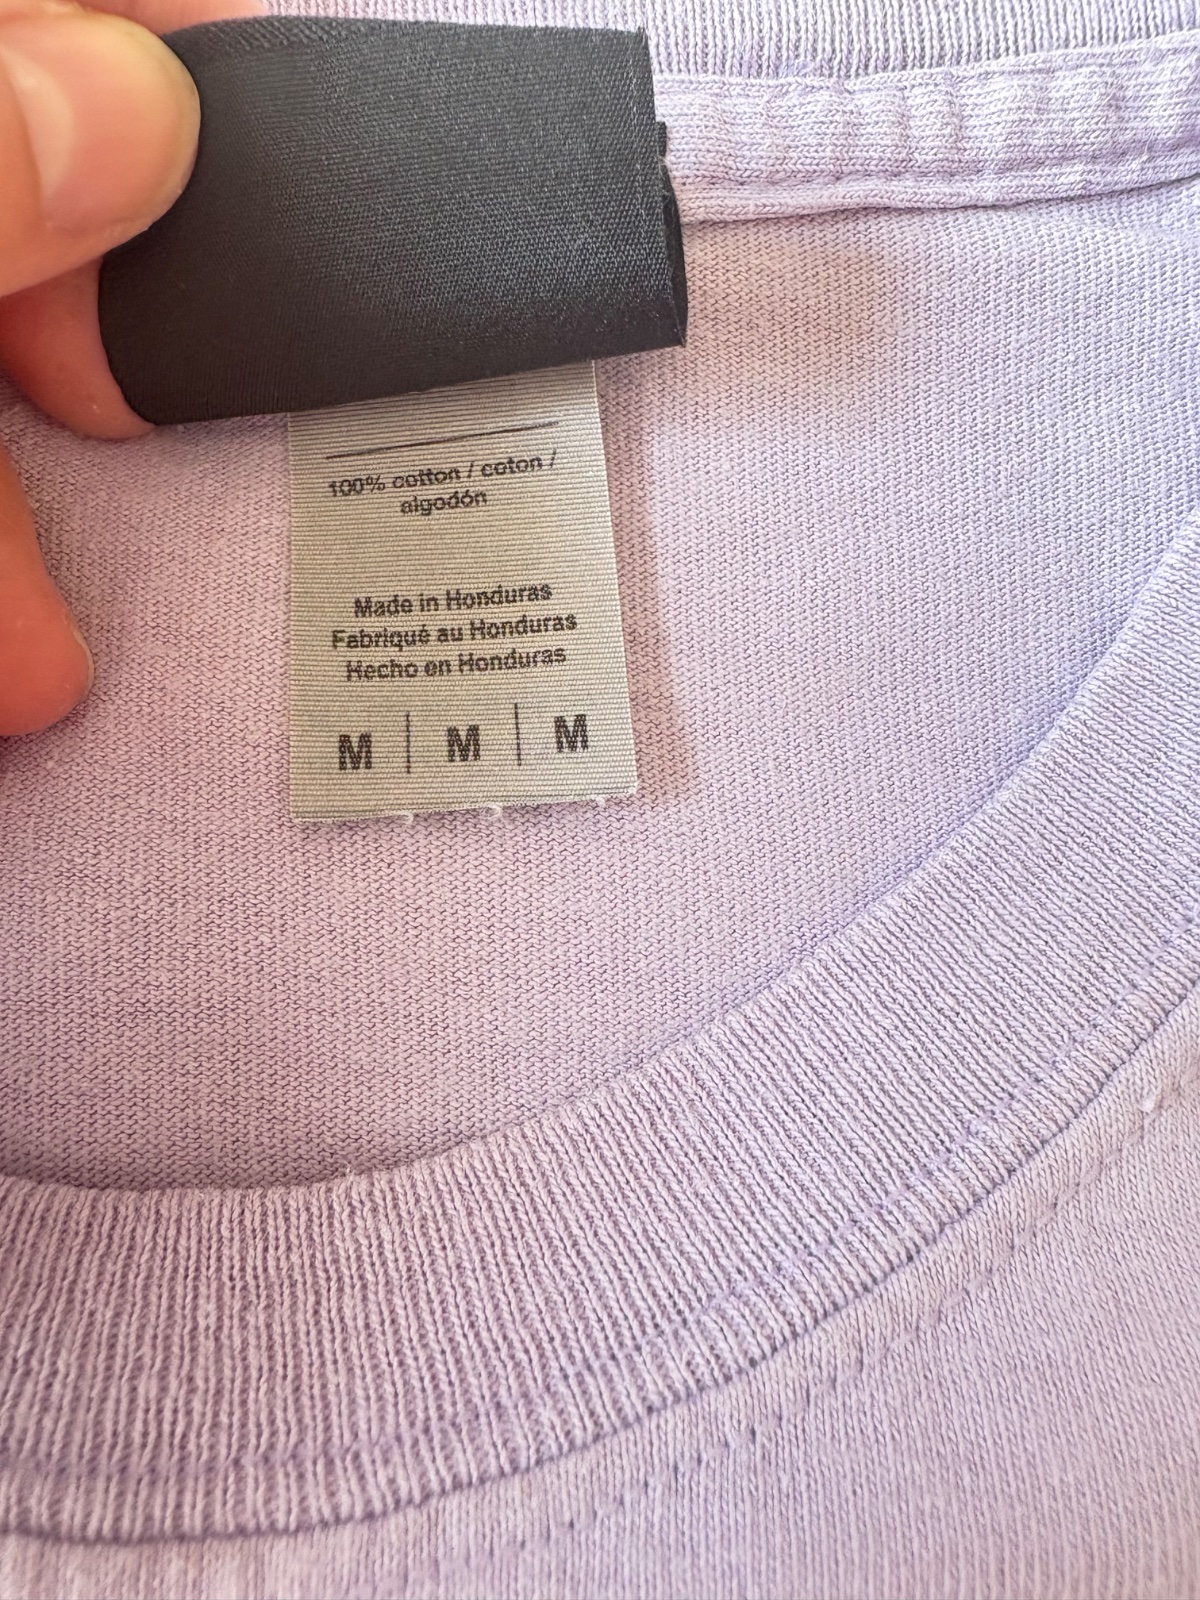 100% cotton / coton /
algodón
Made in Honduras
Fabriqué au Honduras
Hecho en Honduras
M | M | M